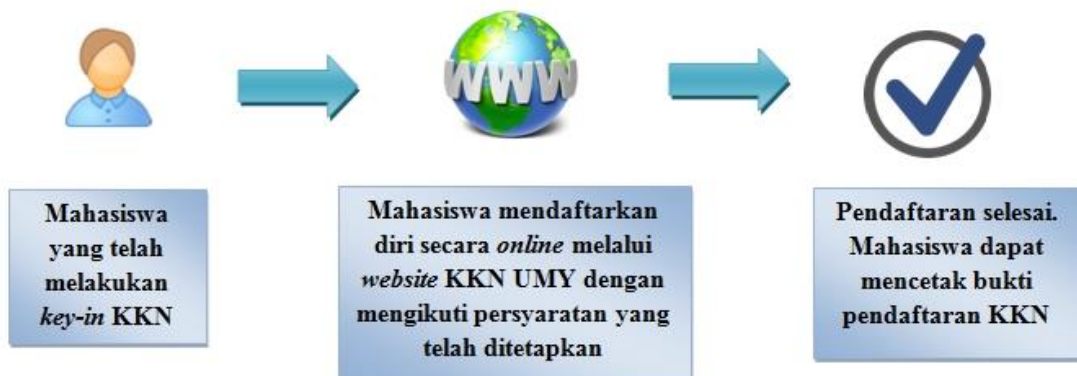 WWW
Mahasiswa
yang telah
melakukan
key-in KKN
Mahasiswa mendaftarkan
diri secara online melalui
website KKN UMY dengan
mengikuti persyaratan yang
telah ditetapkan
Pendaftaran selesai.
Mahasiswa dapat
mencetak bukti
pendaftaran KKN